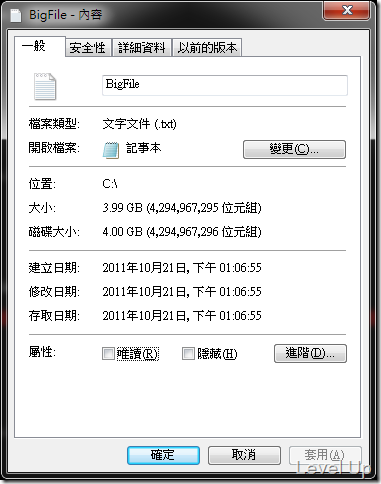 BigFile - 內容
一般 安全性 詳細資料 以前的版本
BigFile
檔案類型: 文字文件 (.txt)
開啟檔案: 記事本 變更(C)...
位置: C:\
大小: 3.99 GB (4,294,967,295 位元組)
磁碟大小: 4.00 GB (4,294,967,296 位元組)
建立日期: 2011年10月21日, 下午 01:06:55
修改日期: 2011年10月21日, 下午 01:06:55
存取日期: 2011年10月21日, 下午 01:06:55
屬性: 唯讀(R) 隱藏(H) 進階(D)...
確定 取消 套用(A)
Level Up